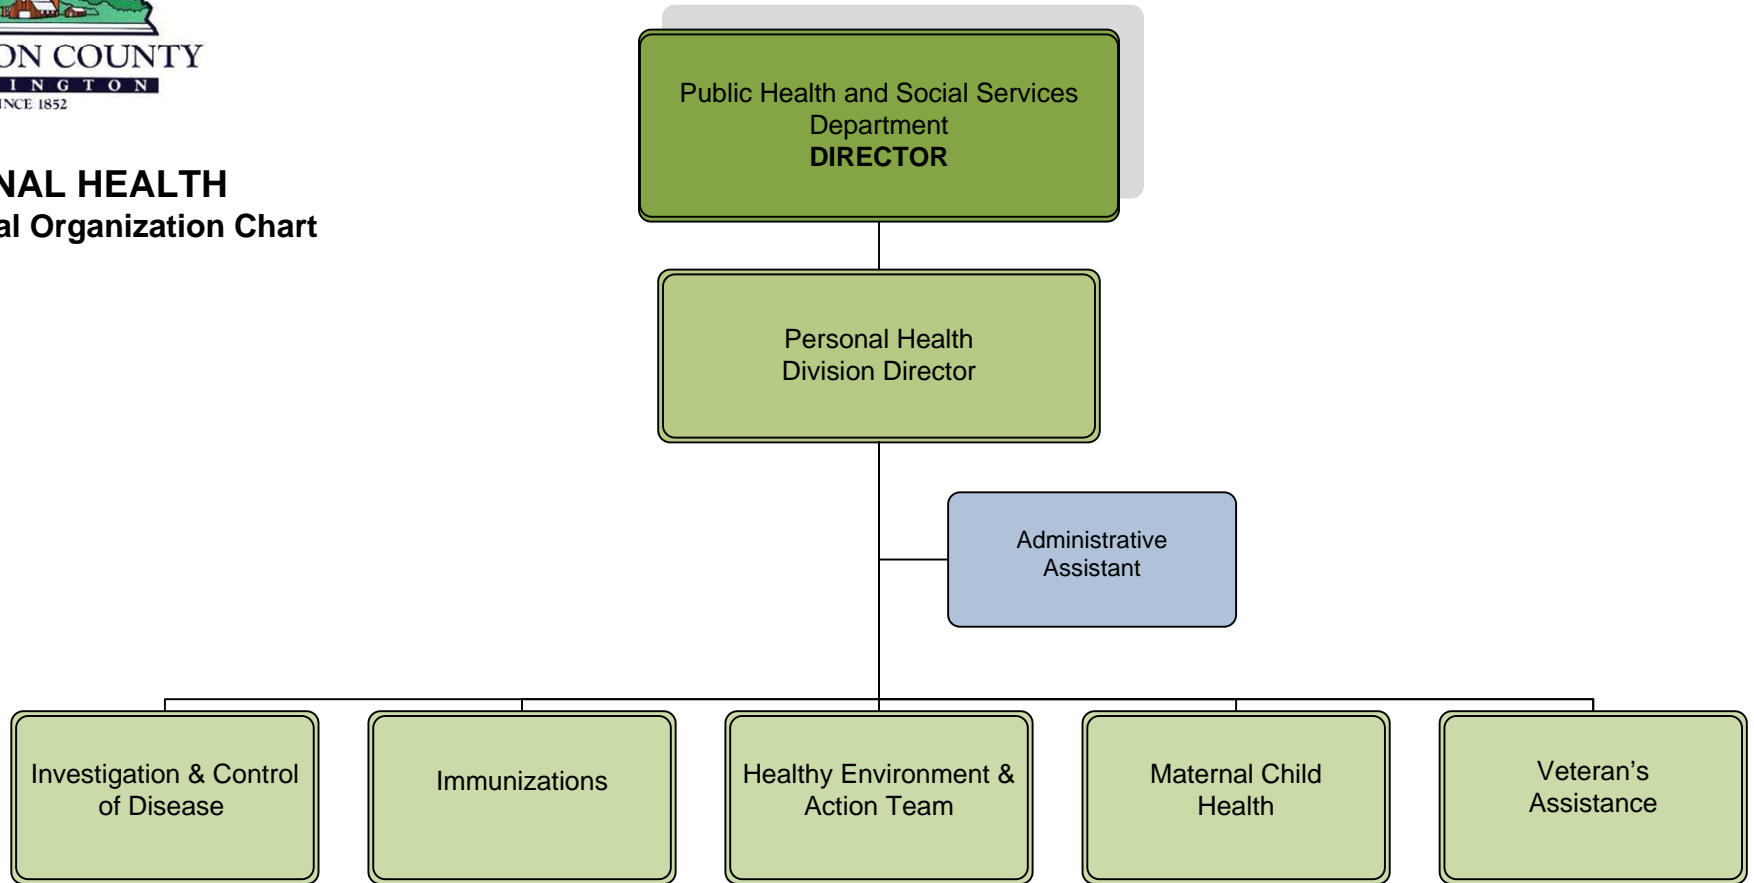 ON COUNTY
INGTON
INCE 1852
NAL HEALTH
al Organization Chart
Public Health and Social Services
Department
DIRECTOR
Personal Health
Division Director
Administrative
Assistant
Investigation & Control
of Disease
Immunizations
Healthy Environment &
Action Team
Maternal Child
Health
Veteran’s
Assistance